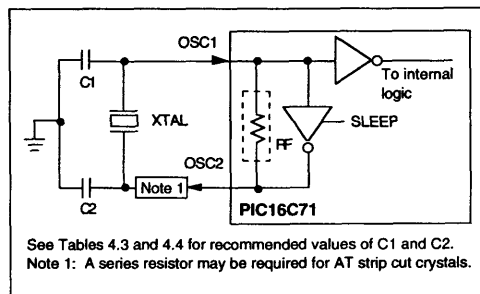 OSC1
C1
To internal
logic
XTAL
SLEEP
RF
OSC2
Note 1
C2
PIC16C71
See Tables 4.3 and 4.4 for recommended values of C1 and C2.
Note 1: A series resistor may be required for AT strip cut crystals.